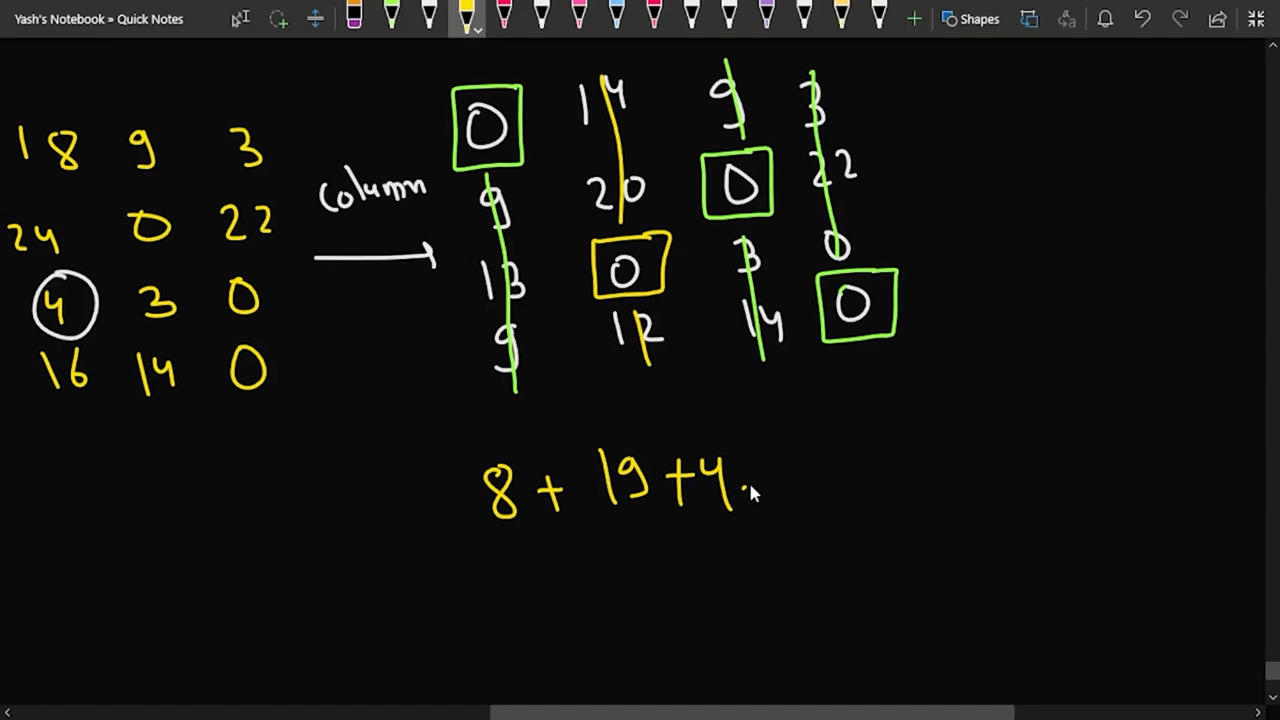 Yash's Notebook » Quick Notes
Shapes
18 9 3
24 0 22
4 3 0
16 14 0
column
0 14 9 3
9 20 0 22
13 0 3 0
9 12 14 0
8 + 19 + 4